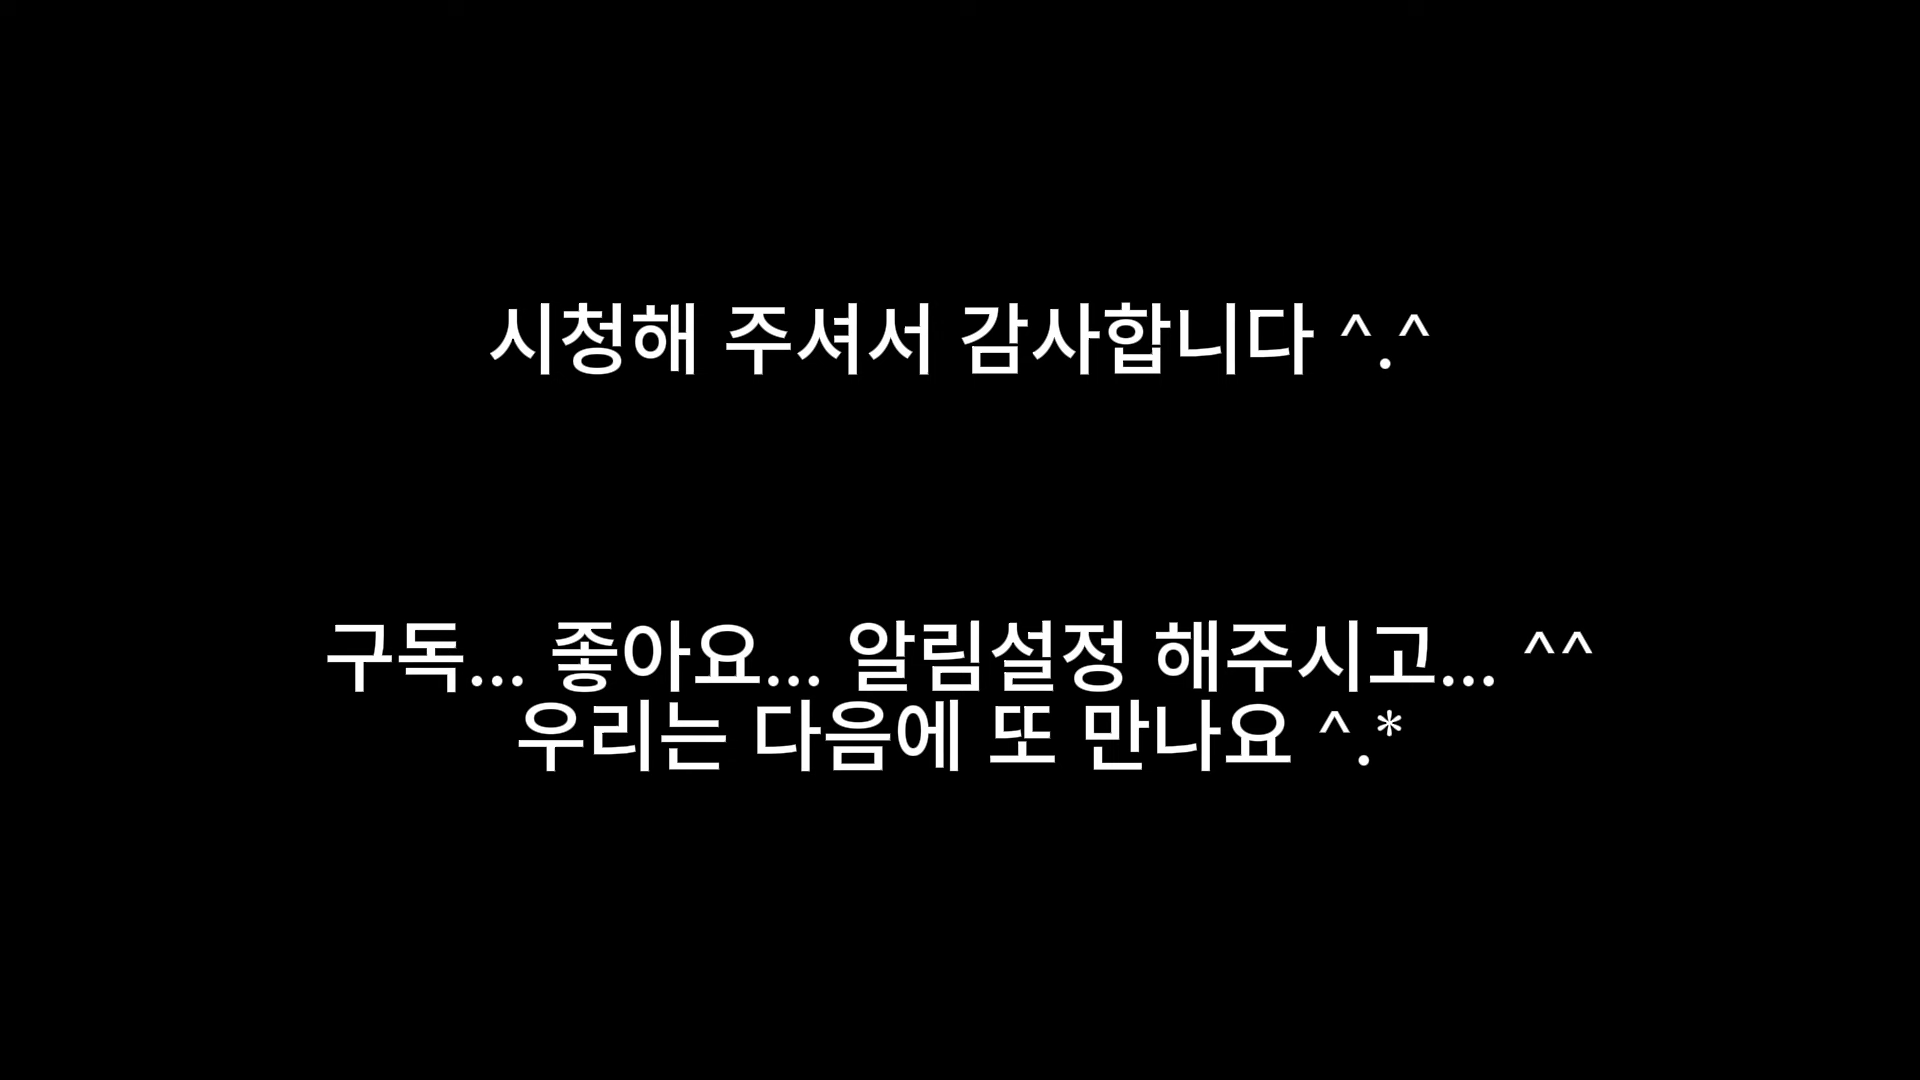 시청해 주셔서 감사합니다 ^.^
구독... 좋아요... 알림설정 해주시고... ^^
우리는 다음에 또 만나요 ^.*